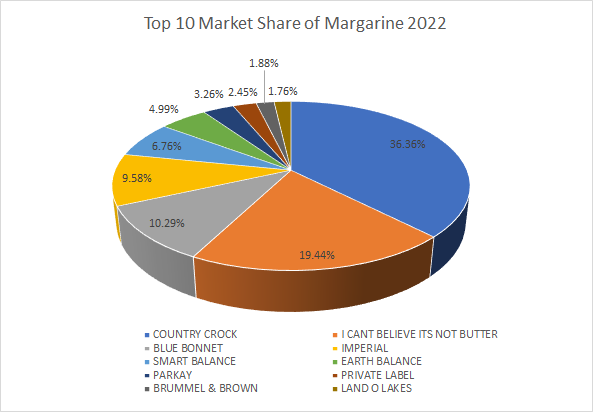 Top 10 Market Share of Margarine 2022
1.88%
3.26% 2.45% 1.76%
4.99%
6.76% 36.36%
9.58%
10.29%
19.44%
COUNTRY CROCK I CANT BELIEVE ITS NOT BUTTER
BLUE BONNET IMPERIAL
SMART BALANCE EARTH BALANCE
PARKAY PRIVATE LABEL
BRUMMEL & BROWN LAND O LAKES